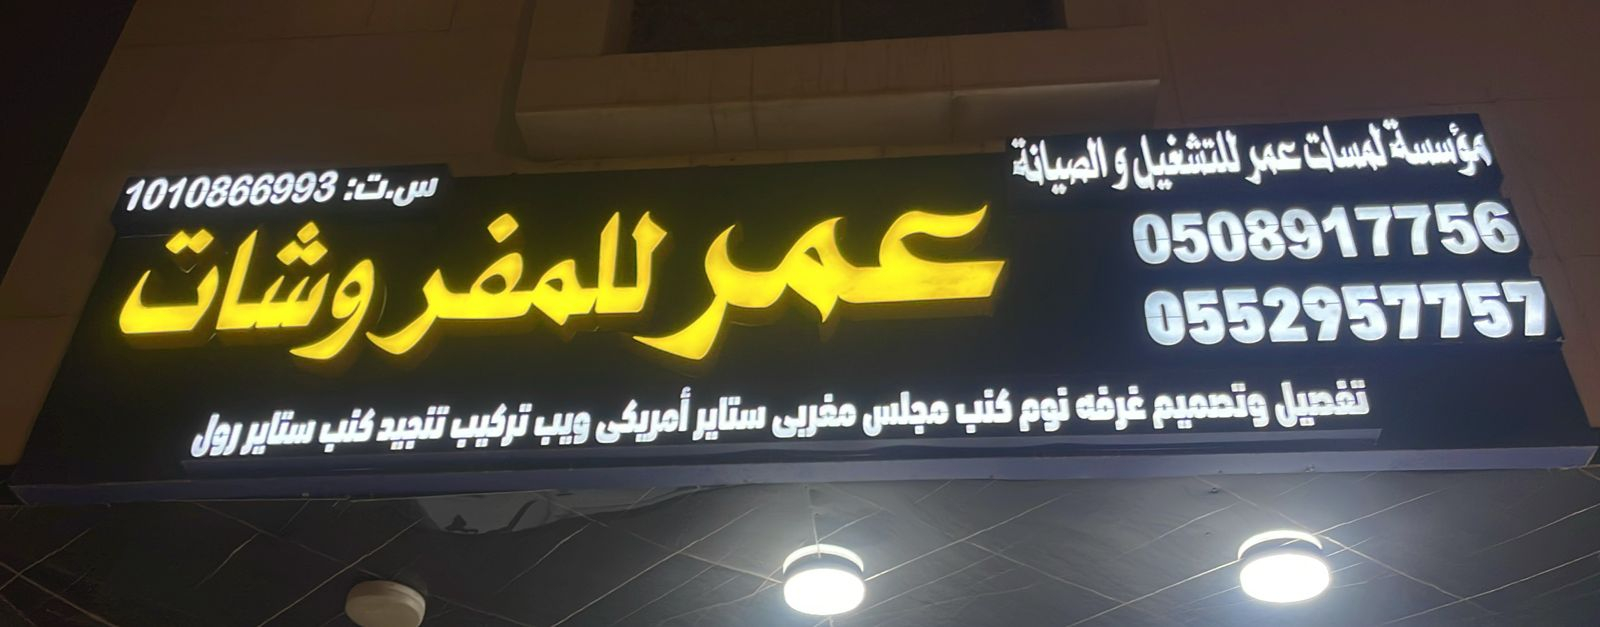 مؤسسة لمسات عمر للتشغيل و الصيانة
س.ت: 1010866993
عمر للمفروشات
0508917756
0552957757
تفصيل وتصميم غرفه نوم كنب مجلس مغربى ستاير أمريكى ويب تركيب تنجيد كنب ستاير رول